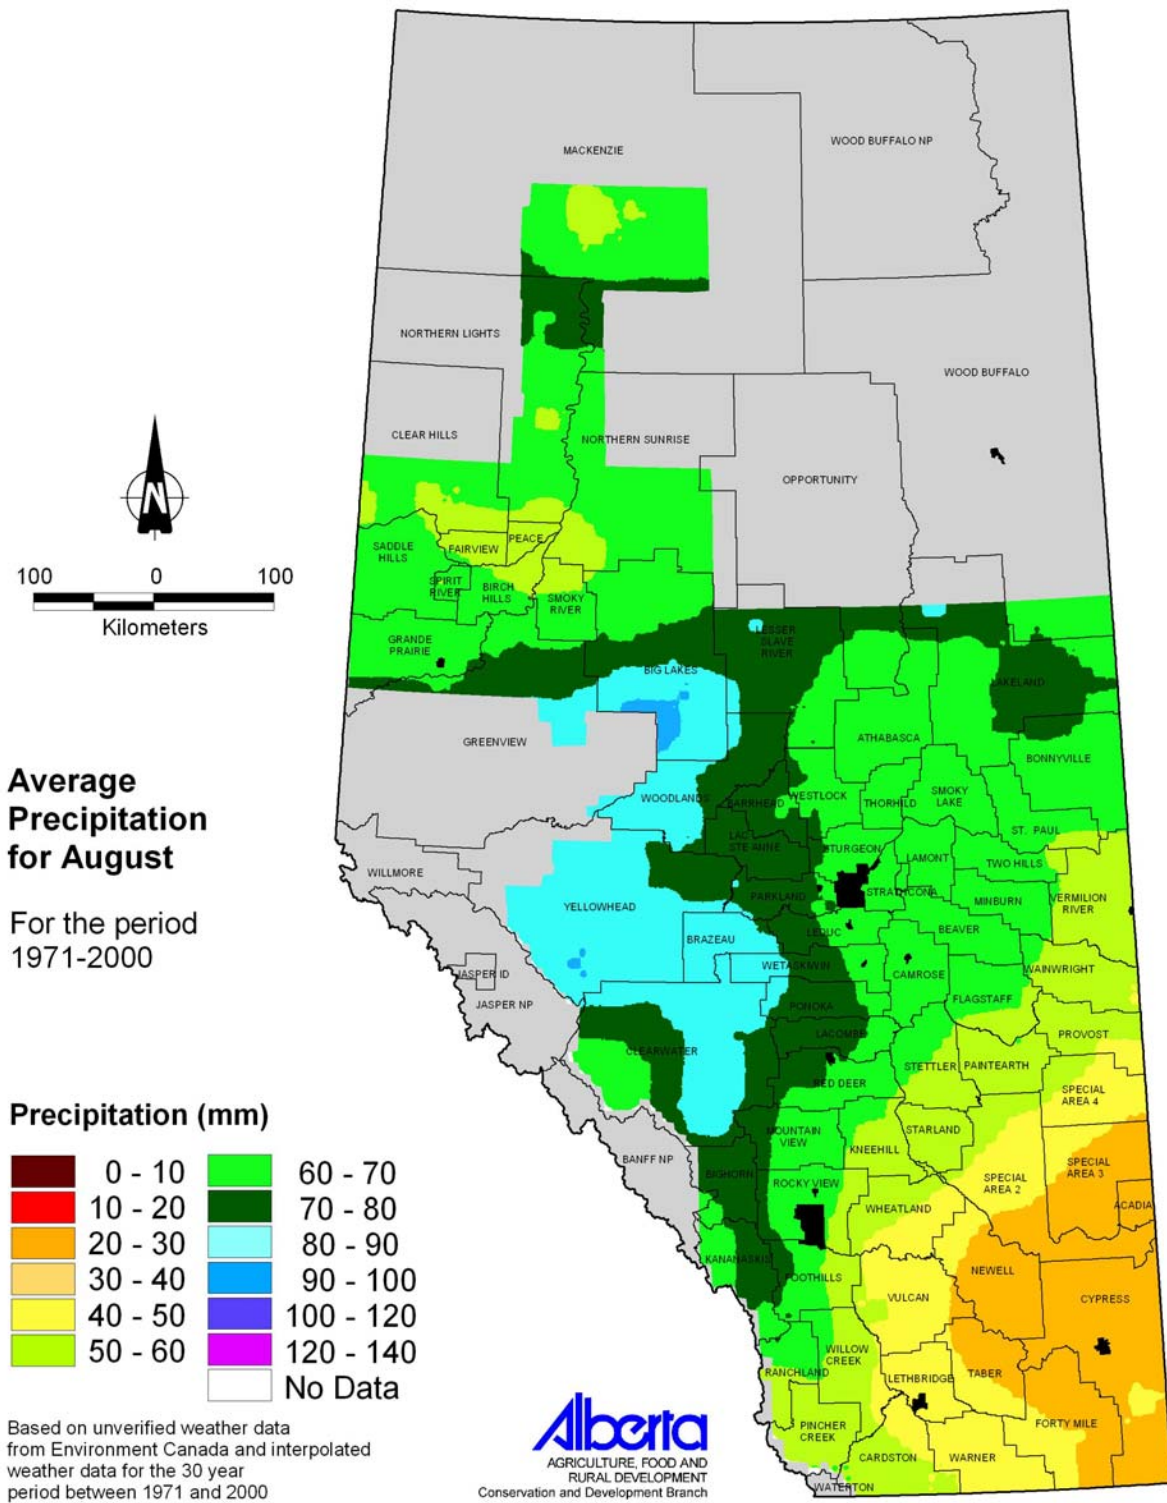 MACKENZIE
WOOD BUFFALO NP
NORTHERN LIGHTS
WOOD BUFFALO
CLEAR HILLS
NORTHERN SUNRISE
OPPORTUNITY
N
SADDLE
HILLS
FAIRVIEW
PEACE
SPIRIT
RIVER
BIRCH
HILLS
SMOKY
RIVER
100 0 100
Kilometers
GRANDE
PRAIRIE
LESSER
SLAVE
RIVER
BIG LAKES
LAKELAND
GREENVIEW
ATHABASCA
BONNYVILLE
Average
Precipitation
for August
WOODLANDS
BARRHEAD
WESTLOCK
THORHILD
SMOKY
LAKE
LAC
STE ANNE
ST. PAUL
STURGEON
LAMONT
TWO HILLS
WILLMORE
PARKLAND
STRATHCONA
MINBURN
VERMILION
RIVER
For the period
1971-2000
YELLOWHEAD
BRAZEAU
LEDUC
BEAVER
JASPER ID
WETASKIWIN
CAMROSE
WAINWRIGHT
JASPER NP
PONOKA
FLAGSTAFF
CLEARWATER
LACOMBE
PROVOST
RED DEER
STETTLER
PAINTEARTH
SPECIAL
AREA 4
Precipitation (mm)
MOUNTAIN
VIEW
STARLAND
KNEEHILL
BANFF NP
BIGHORN
ROCKY VIEW
SPECIAL
AREA 2
SPECIAL
AREA 3
WHEATLAND
ACADIA
KANANASKIS
FOOTHILLS
NEWELL
VULCAN
CYPRESS
0 - 10
10 - 20
20 - 30
30 - 40
40 - 50
50 - 60
60 - 70
70 - 80
80 - 90
90 - 100
100 - 120
120 - 140
No Data
WILLOW
CREEK
RANCHLAND
LETHBRIDGE
TABER
PINCHER
CREEK
FORTY MILE
CARDSTON
WARNER
WATERTON
Based on unverified weather data
from Environment Canada and interpolated
weather data for the 30 year
period between 1971 and 2000
Alberta
AGRICULTURE, FOOD AND
RURAL DEVELOPMENT
Conservation and Development Branch